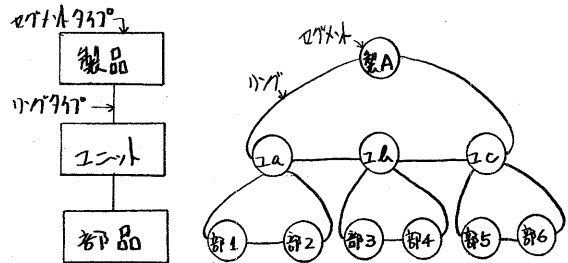 セグメントタイプ
製品
リングタイプ
ユニット
部品
セグメント
製A
リング
ユa
ユb
ユc
部1
部2
部3
部4
部5
部6